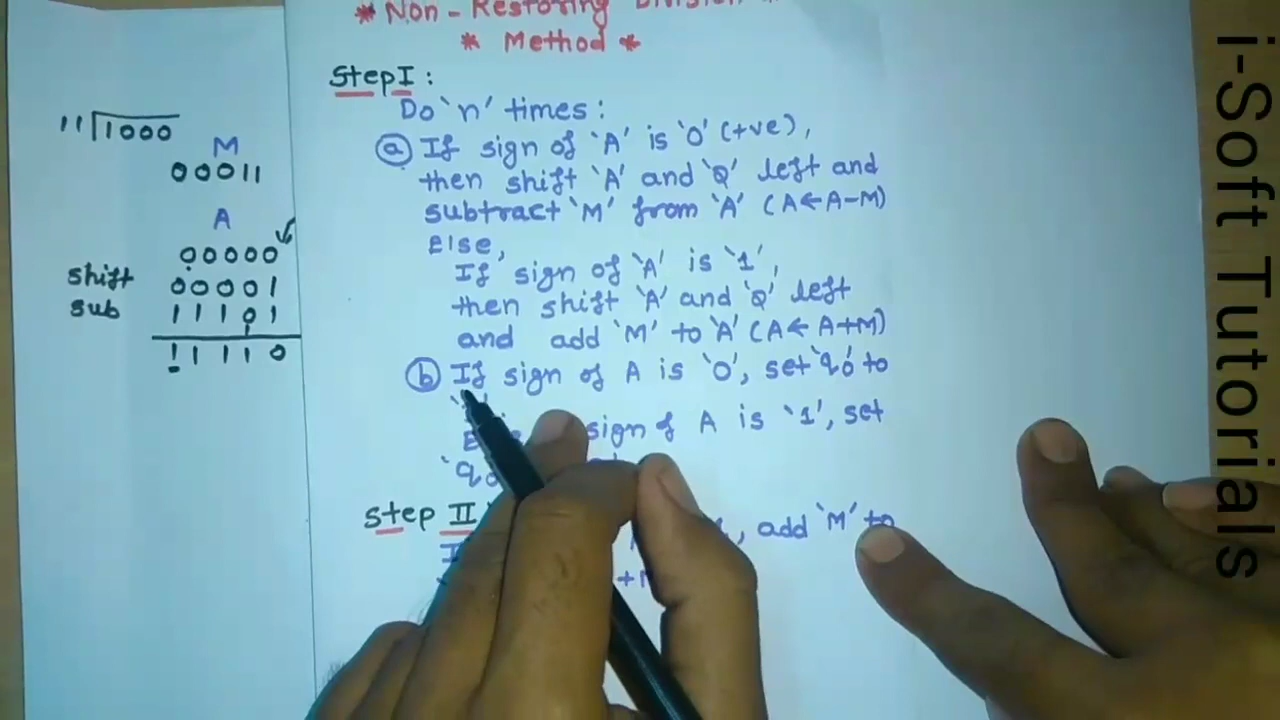 * Non - Restoring Division *
* Method *
Step I :
Do 'n' times :
(a) If sign of 'A' is '0' (+ve),
then shift 'A' and 'Q' left and
subtract 'M' from 'A' (A←A-M)
Else,
If sign of 'A' is '1',
then shift 'A' and 'Q' left
and add 'M' to 'A' (A←A+M)
(b) If sign of A is '0', set 'q0' to
sign of A is '1', set
'q0
Step II
, add 'M' to
11 1000
M
00011
A
00000
Shift 00001
Sub 11101
11110
i-Soft Tutorials